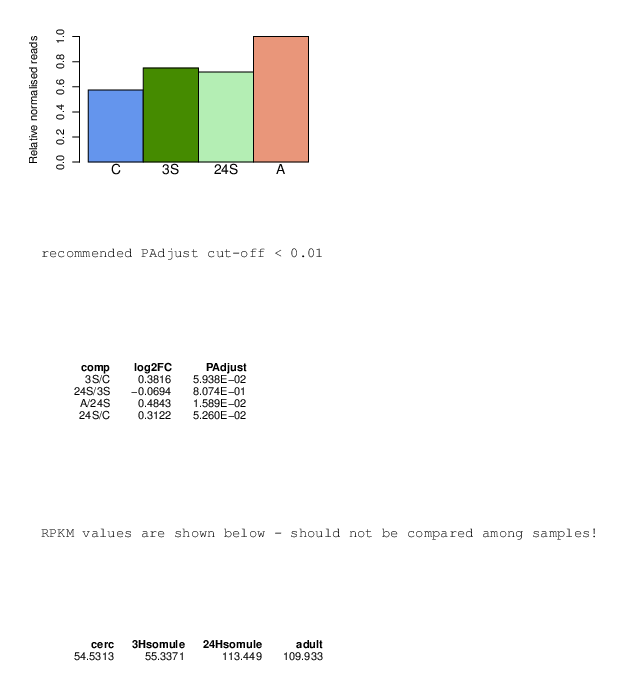 Relative normalised reads
1.0
0.8
0.6
0.4
0.2
0.0
C 3S 24S A
recommended PAdjust cut-off < 0.01
comp log2FC PAdjust
3S/C 0.3816 5.938E−02
24S/3S −0.0694 8.074E−01
A/24S 0.4843 1.589E−02
24S/C 0.3122 5.260E−02
RPKM values are shown below - should not be compared among samples!
cerc 3Hsomule 24Hsomule adult
54.5313 55.3371 113.449 109.933